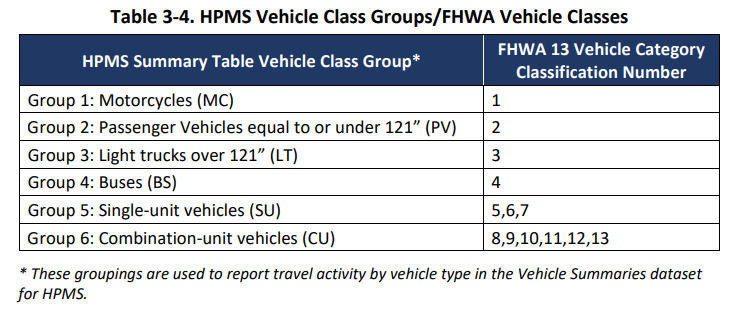 Table 3-4. HPMS Vehicle Class Groups/FHWA Vehicle Classes
HPMS Summary Table Vehicle Class Group*
FHWA 13 Vehicle Category
Classification Number
Group 1: Motorcycles (MC) 1
Group 2: Passenger Vehicles equal to or under 121” (PV) 2
Group 3: Light trucks over 121” (LT) 3
Group 4: Buses (BS) 4
Group 5: Single-unit vehicles (SU) 5,6,7
Group 6: Combination-unit vehicles (CU) 8,9,10,11,12,13
* These groupings are used to report travel activity by vehicle type in the Vehicle Summaries dataset
for HPMS.